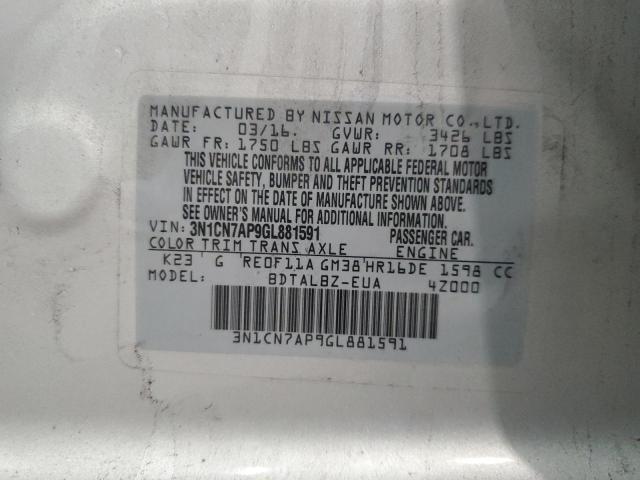 MANUFACTURED BY NISSAN MOTOR CO.,LTD.
DATE: 03/16. GVWR: 3426 LBS
GAWR FR: 1750 LBS GAWR RR: 1708 LBS
THIS VEHICLE CONFORMS TO ALL APPLICABLE FEDERAL MOTOR
VEHICLE SAFETY, BUMPER AND THEFT PREVENTION STANDARDS
IN EFFECT ON THE DATE OF MANUFACTURE SHOWN ABOVE.
SEE OWNER'S MANUAL FOR ADDITIONAL INFORMATION.
VIN: 3N1CN7AP9GL881591 PASSENGER CAR.
COLOR TRIM TRANS AXLE ENGINE
K23 G RE0F11A GM38 HR16DE 1598 CC
MODEL: BDTALBZ-EUA 4Z000
3N1CN7AP9GL881591